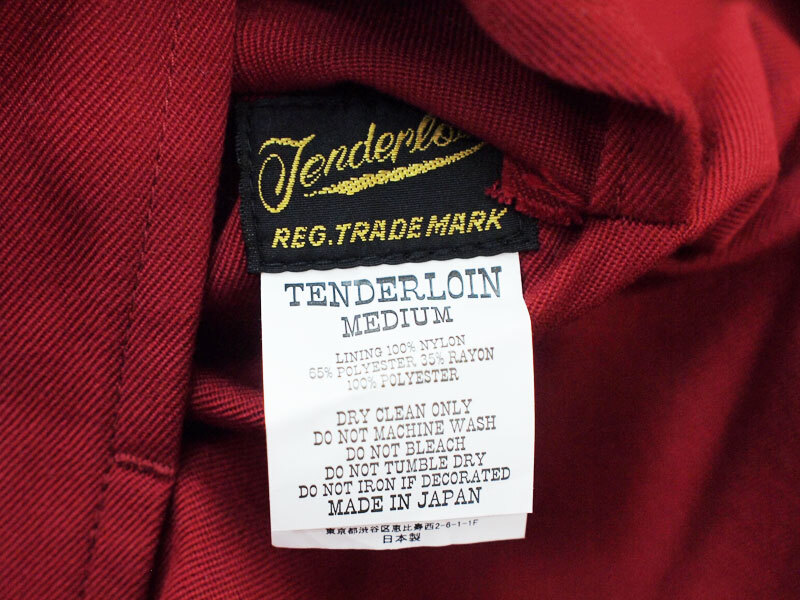 Tenderloin
REG. TRADE MARK
TENDERLOIN
MEDIUM
LINING 100% NYLON
65% POLYESTER 35% RAYON
100% POLYESTER
DRY CLEAN ONLY
DO NOT MACHINE WASH
DO NOT BLEACH
DO NOT TUMBLE DRY
DO NOT IRON IF DECORATED
MADE IN JAPAN
東京都渋谷区恵比寿西2-6-1-1F
日本製